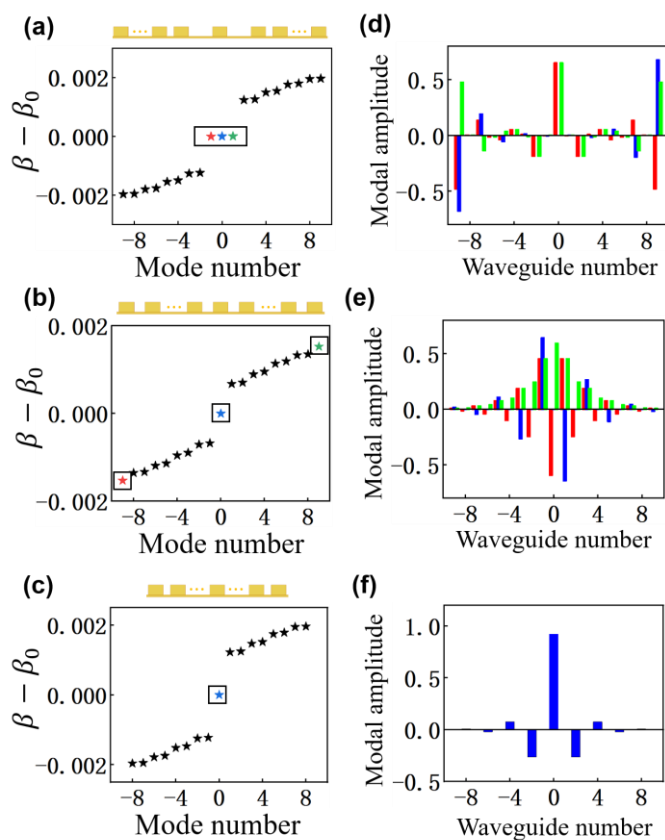 (a)
β − β0
0.002
0.000
−0.002
−8 −4 0 4 8
Mode number
(d)
Modal amplitude
0.5
0.0
−0.5
−8 −4 0 4 8
Waveguide number
(b)
β − β0
0.002
0.000
−0.002
−8 −4 0 4 8
Mode number
(e)
Modal amplitude
0.5
0.0
−0.5
−8 −4 0 4 8
Waveguide number
(c)
β − β0
0.002
0.000
0.002
−8 −4 0 4 8
Mode number
(f)
Modal amplitude
1.0
0.5
0.0
−0.5
−8 −4 0 4 8
Waveguide number